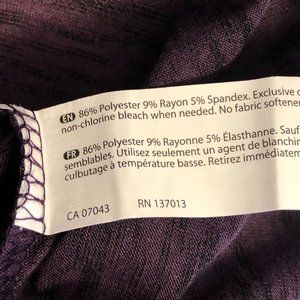 EN 86% Polyester 9% Rayon 5% Spandex. Exclusive o
non-chlorine bleach when needed. No fabric softene
FR 86% Polyester 9% Rayonne 5% Élasthanne. Sauf
semblables. Utilisez seulement un agent de blanchim
culbutage à température basse. Retirez immédiatem
CA 07043 RN 137013